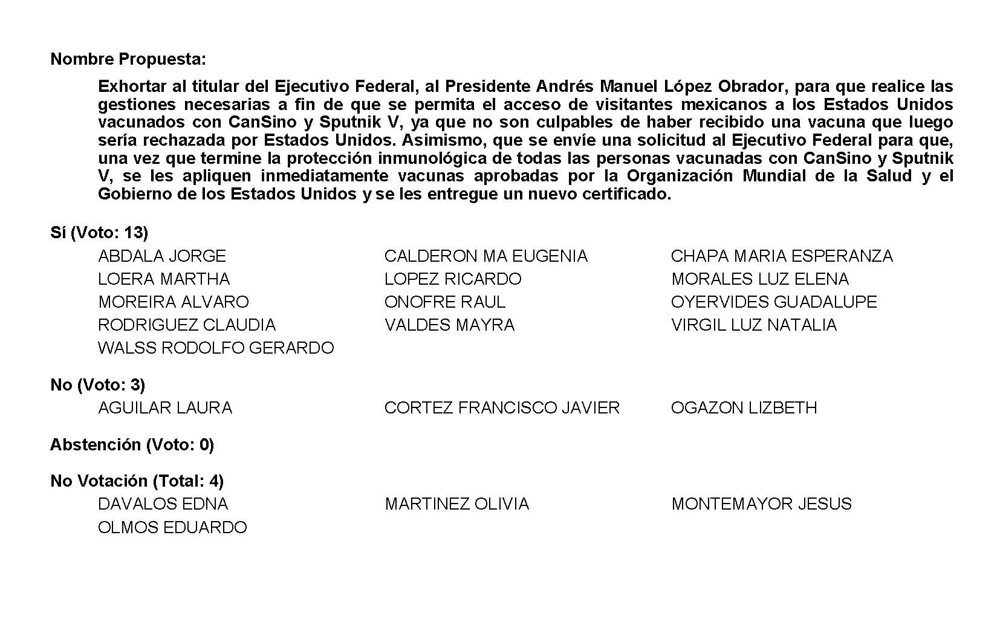 Nombre Propuesta:
Exhortar al titular del Ejecutivo Federal, al Presidente Andrés Manuel López Obrador, para que realice las
gestiones necesarias a fin de que se permita el acceso de visitantes mexicanos a los Estados Unidos
vacunados con CanSino y Sputnik V, ya que no son culpables de haber recibido una vacuna que luego
sería rechazada por Estados Unidos. Asimismo, que se envíe una solicitud al Ejecutivo Federal para que,
una vez que termine la protección inmunológica de todas las personas vacunadas con CanSino y Sputnik
V, se les apliquen inmediatamente vacunas aprobadas por la Organización Mundial de la Salud y el
Gobierno de los Estados Unidos y se les entregue un nuevo certificado.
Sí (Voto: 13)
ABDALA JORGE CALDERON MA EUGENIA CHAPA MARIA ESPERANZA
LOERA MARTHA LOPEZ RICARDO MORALES LUZ ELENA
MOREIRA ALVARO ONOFRE RAUL OYERVIDES GUADALUPE
RODRIGUEZ CLAUDIA VALDES MAYRA VIRGIL LUZ NATALIA
WALSS RODOLFO GERARDO
No (Voto: 3)
AGUILAR LAURA CORTEZ FRANCISCO JAVIER OGAZON LIZBETH
Abstención (Voto: 0)
No Votación (Total: 4)
DAVALOS EDNA MARTINEZ OLIVIA MONTEMAYOR JESUS
OLMOS EDUARDO